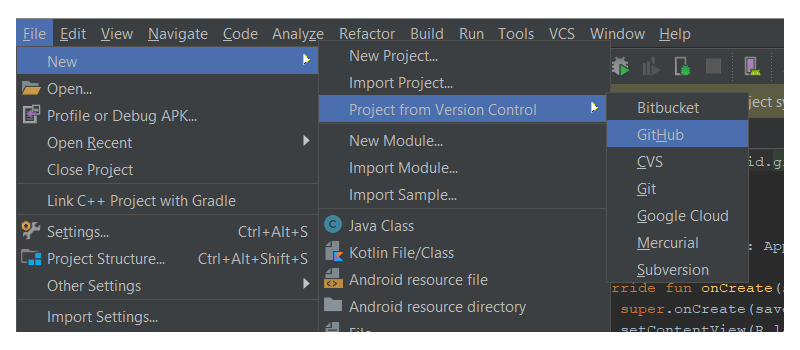 File Edit View Navigate Code Analyze Refactor Build Run Tools VCS Window Help
New
Open...
Profile or Debug APK...
Open Recent
Close Project
Link C++ Project with Gradle
Settings... Ctrl+Alt+S
Project Structure... Ctrl+Alt+Shift+S
Other Settings
Import Settings...
New Project...
Import Project...
Project from Version Control
New Module...
Import Module...
Import Sample...
Java Class
Kotlin File/Class
Android resource file
Android resource directory
File
Bitbucket
GitHub
CVS
Git
Google Cloud
Mercurial
Subversion
ject sy
id.g
: App
rride fun onCreate(
super.onCreate(save
setContentView(R.l